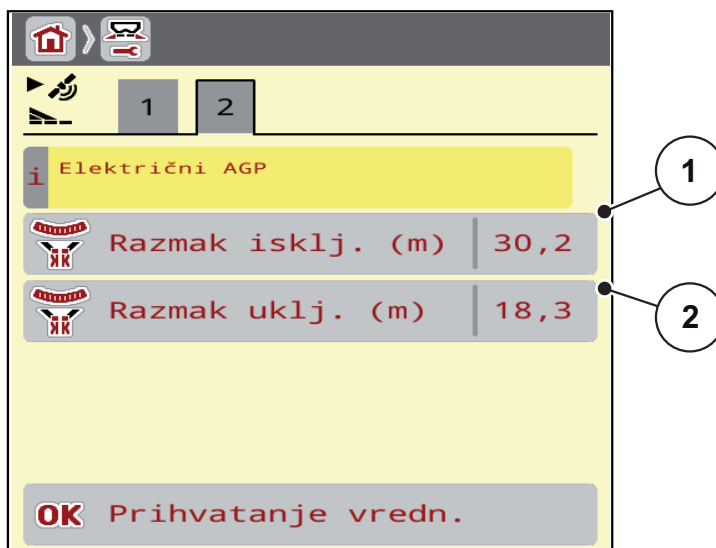 1 2
i Električni AGP
Razmak isklj. (m) 30,2
Razmak uklj. (m) 18,3
OK Prihvatanje vredn.
1
2